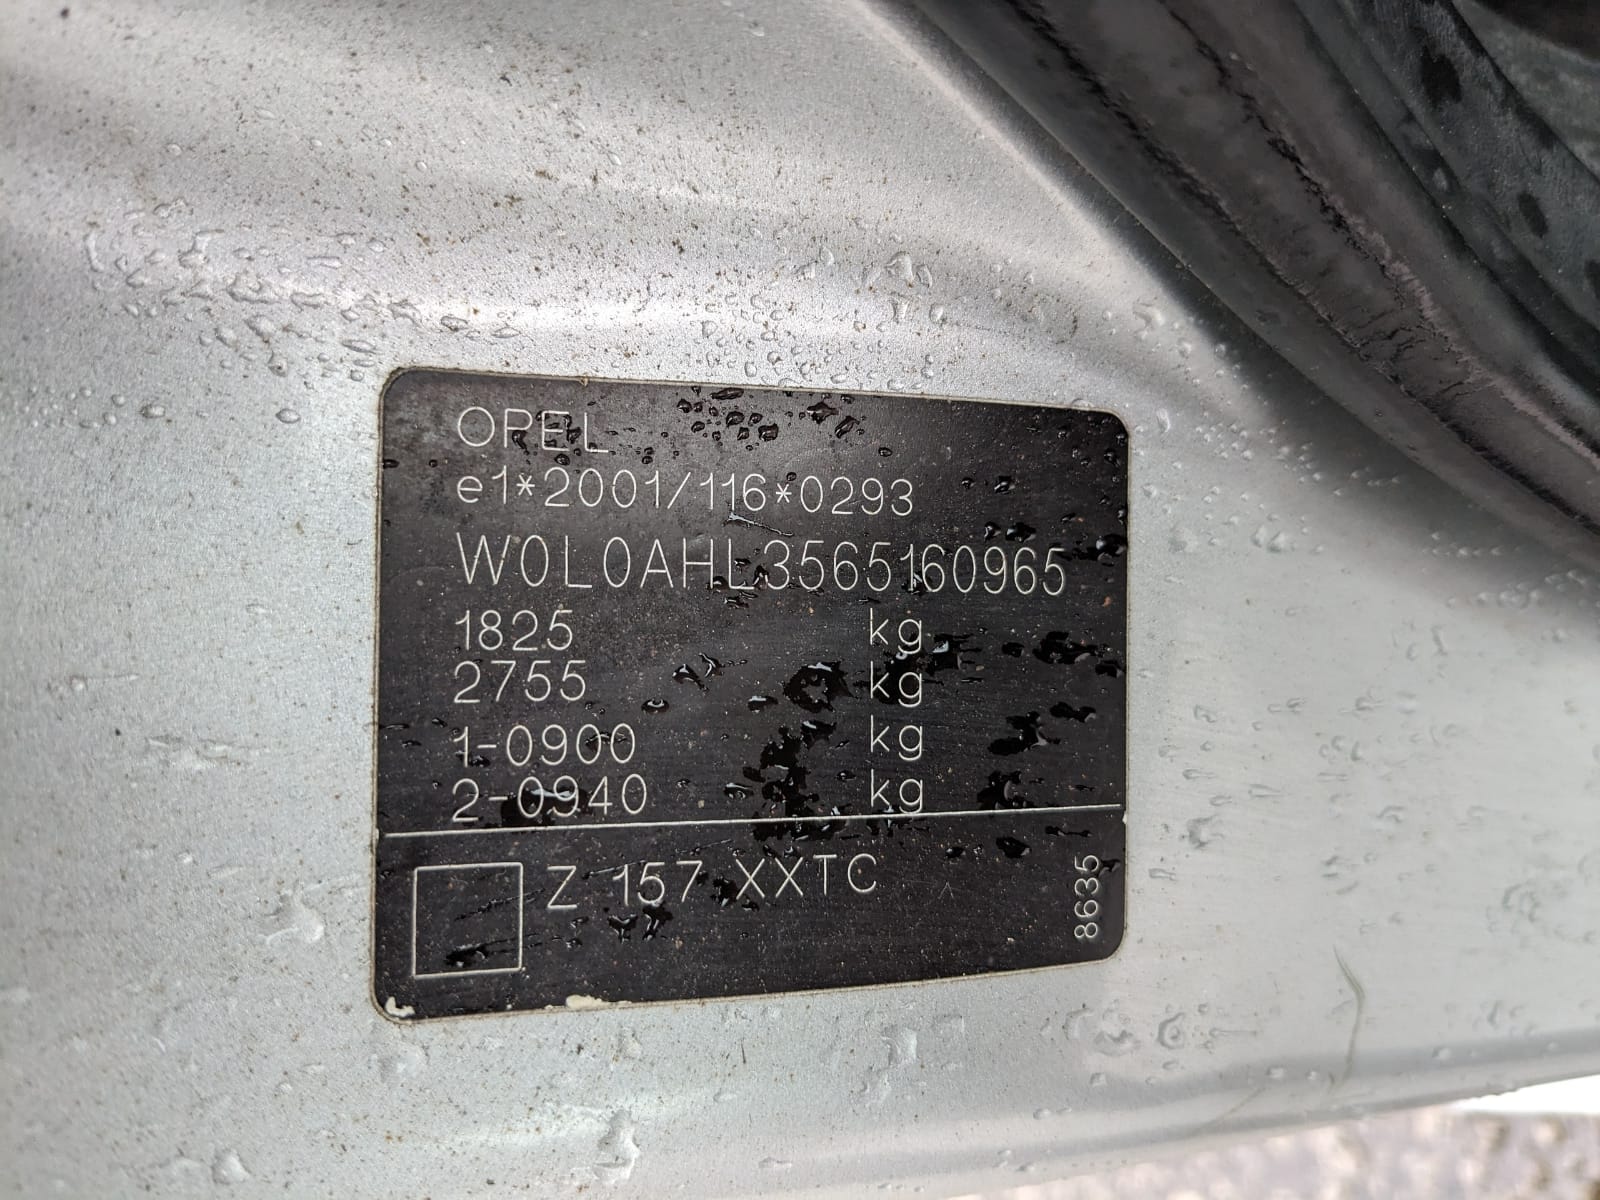 OPEL
e1*2001/116*0293
W0L0AHL3565160965
1825 kg
2755 kg
1-0900 kg
2-0940 kg
Z 157 XXTC
8635